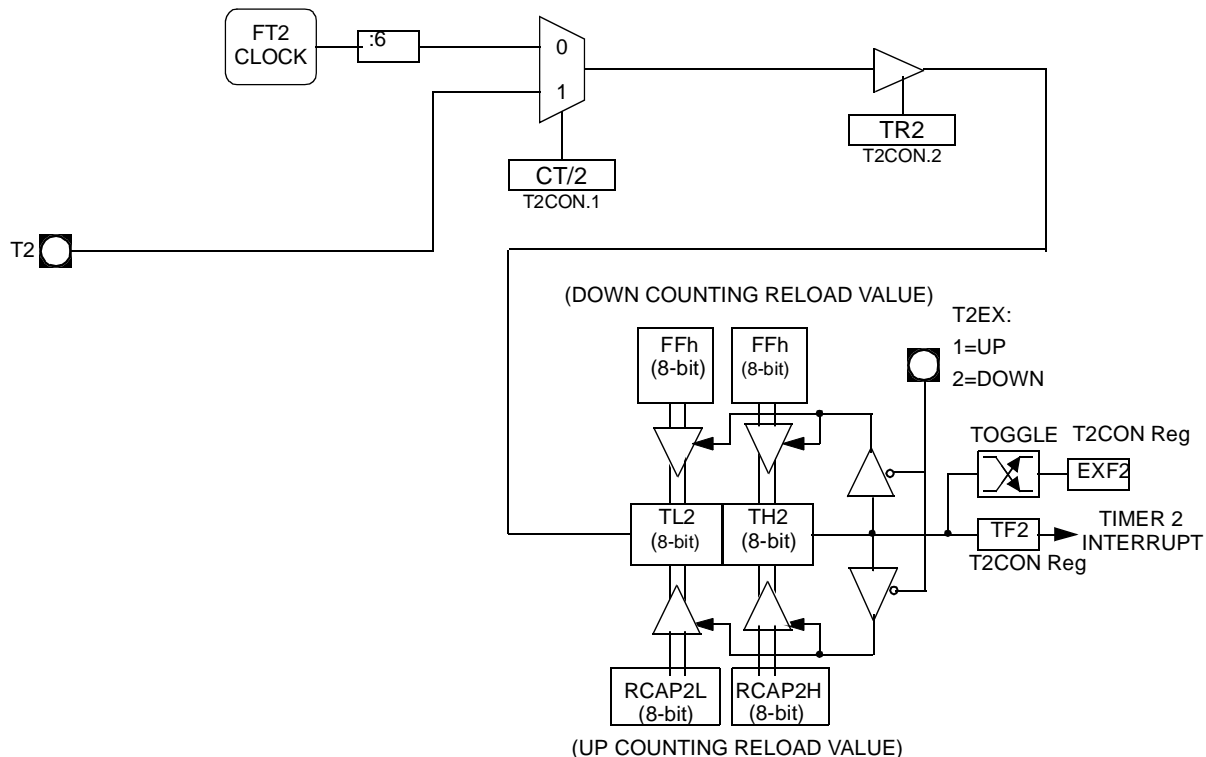 FT2
CLOCK
:6
0
1
TR2
T2CON.2
CT/2
T2CON.1
T2
(DOWN COUNTING RELOAD VALUE)
T2EX:
1=UP
2=DOWN
FFh
(8-bit)
FFh
(8-bit)
TOGGLE
T2CON Reg
EXF2
TL2
(8-bit)
TH2
(8-bit)
TF2
TIMER 2
INTERRUPT
T2CON Reg
RCAP2L
(8-bit)
RCAP2H
(8-bit)
(UP COUNTING RELOAD VALUE)